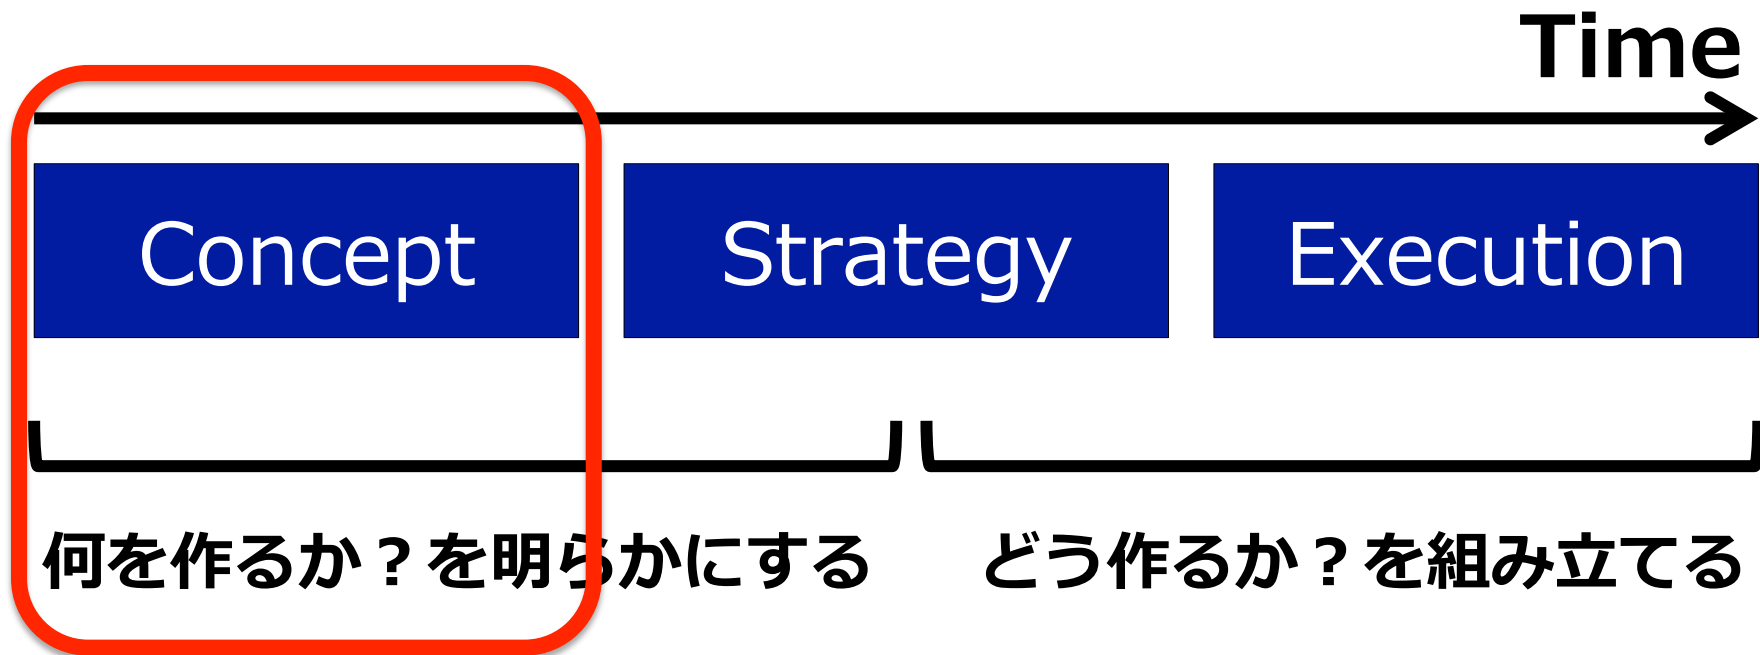 Time
Concept
Strategy
Execution
何を作るか？を明らかにする
どう作るか？を組み立てる